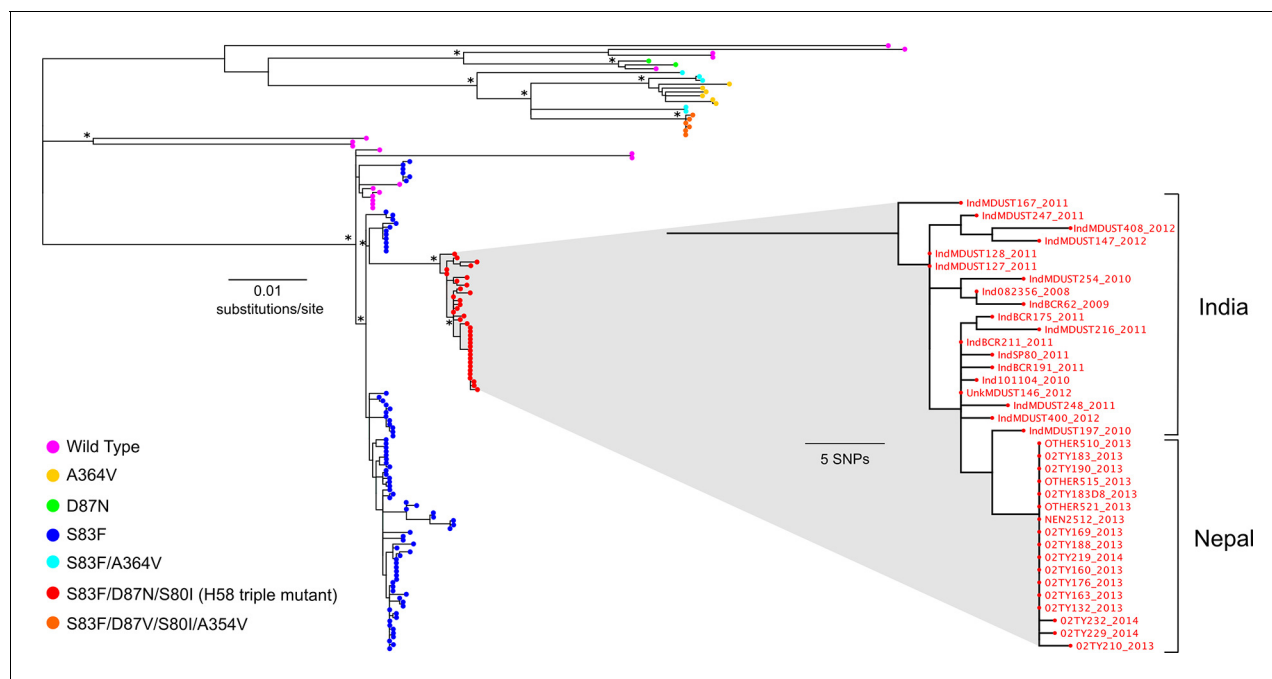 *
*
*
*
*
*
*
*
*
*
*
*
0.01
substitutions/site
Wild Type
A364V
D87N
S83F
S83F/A364V
S83F/D87N/S80I (H58 triple mutant)
S83F/D87V/S80I/A354V
IndMDUST167_2011
IndMDUST247_2011
IndMDUST408_2012
IndMDUST147_2012
IndMDUST128_2011
IndMDUST127_2011
IndMDUST254_2010
Ind082356_2008
IndBCR62_2009
IndBCR175_2011
IndMDUST216_2011
IndBCR211_2011
IndSP80_2011
IndBCR191_2011
Ind101104_2010
UnkMDUST146_2012
IndMDUST248_2011
IndMDUST400_2012
IndMDUST197_2010
OTHER510_2013
02TY183_2013
02TY190_2013
OTHER515_2013
02TY183D8_2013
OTHER521_2013
NEN2512_2013
02TY169_2013
02TY188_2013
02TY219_2014
02TY160_2013
02TY176_2013
02TY163_2013
02TY132_2013
02TY232_2014
02TY229_2014
02TY210_2013
5 SNPs
India
Nepal